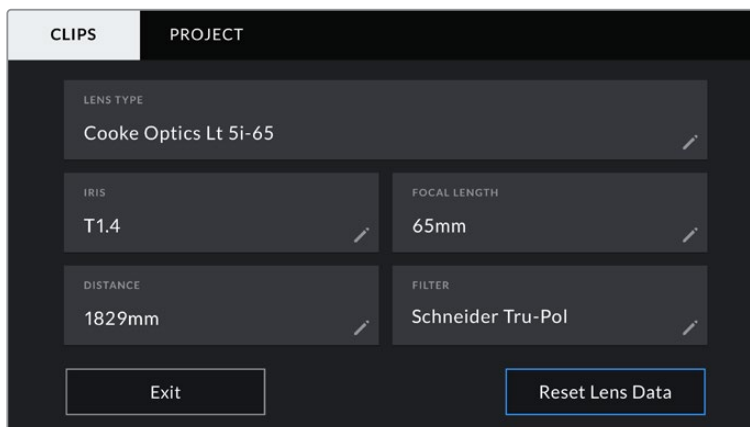 CLIPS PROJECT
LENS TYPE
Cooke Optics Lt 5i-65
IRIS
T1.4
FOCAL LENGTH
65mm
DISTANCE
1829mm
FILTER
Schneider Tru-Pol
Exit
Reset Lens Data